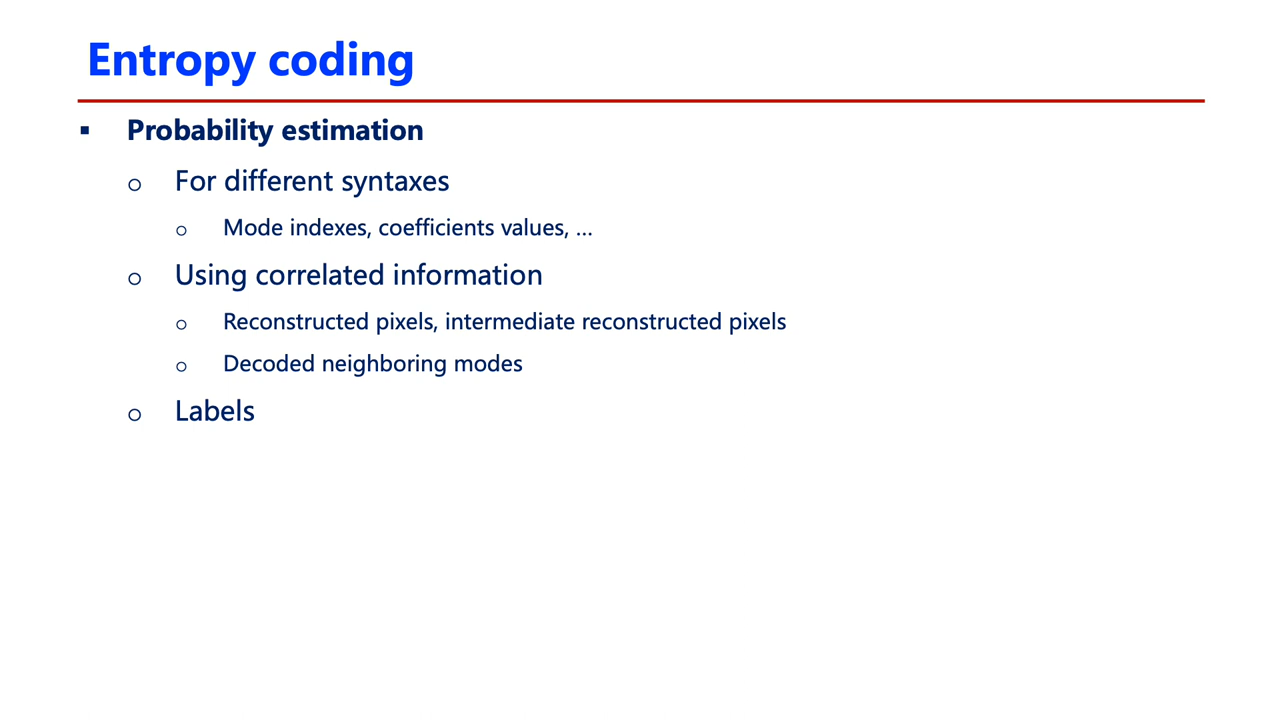 Entropy coding
▪ Probability estimation
o For different syntaxes
o Mode indexes, coefficients values, ...
o Using correlated information
o Reconstructed pixels, intermediate reconstructed pixels
o Decoded neighboring modes
o Labels